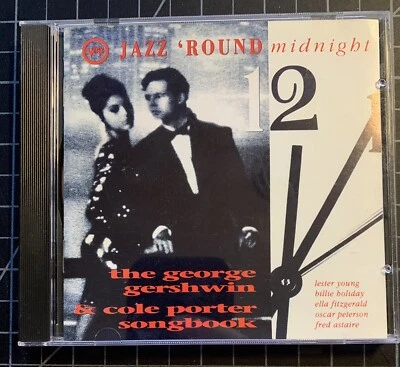 JAZZ 'ROUND midnight
12
the george
gershwin
& cole porter
songbook
lester young
billie holiday
ella fitzgerald
oscar peterson
fred astaire